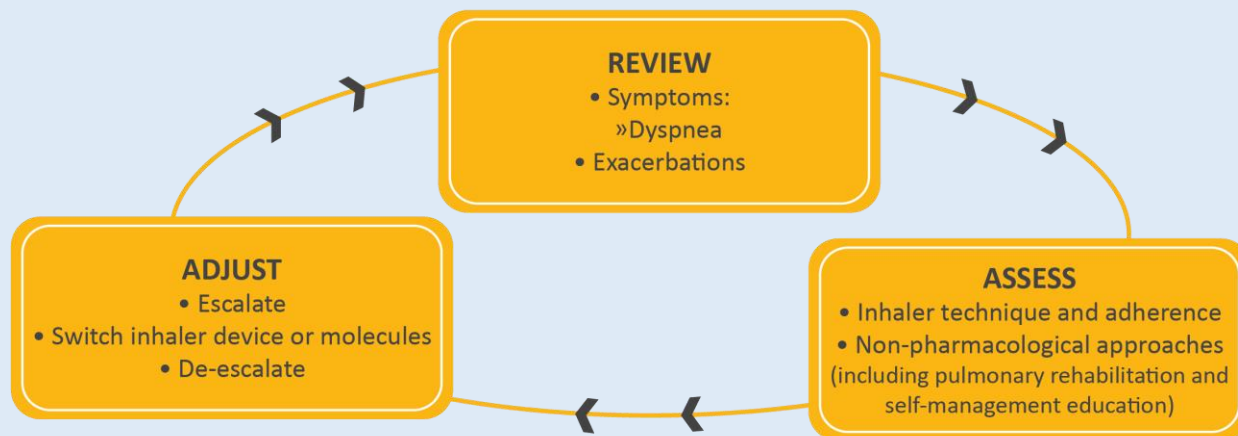 REVIEW
• Symptoms:
»Dyspnea
• Exacerbations
ADJUST
• Escalate
• Switch inhaler device or molecules
• De-escalate
ASSESS
• Inhaler technique and adherence
• Non-pharmacological approaches
(including pulmonary rehabilitation and
self-management education)